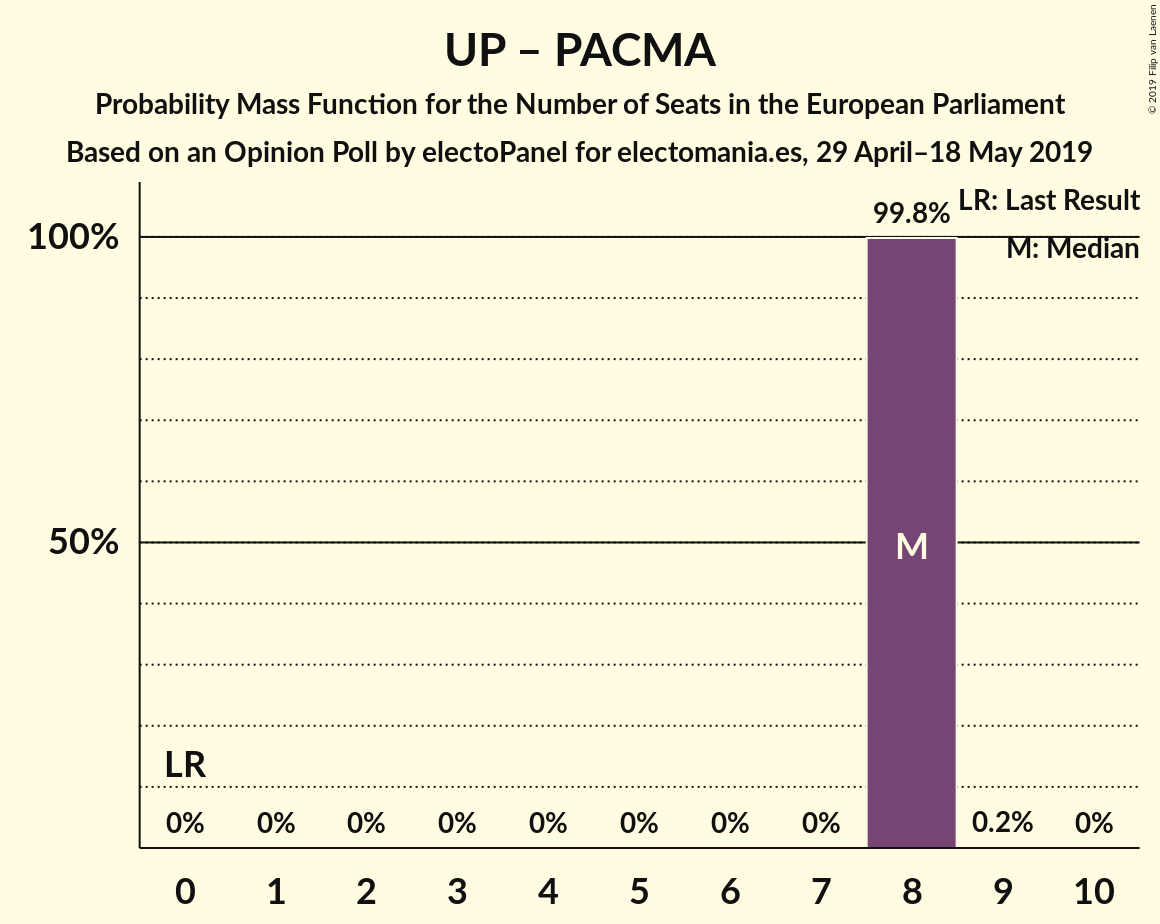 UP – PACMA
Probability Mass Function for the Number of Seats in the European Parliament
Based on an Opinion Poll by electoPanel for electomania.es, 29 April–18 May 2019
© 2019 Filip van Laenen
LR: Last Result
M: Median
99.8%
100%
50%
M
LR
0% 0% 0% 0% 0% 0% 0% 0% 0.2% 0%
0 1 2 3 4 5 6 7 8 9 10